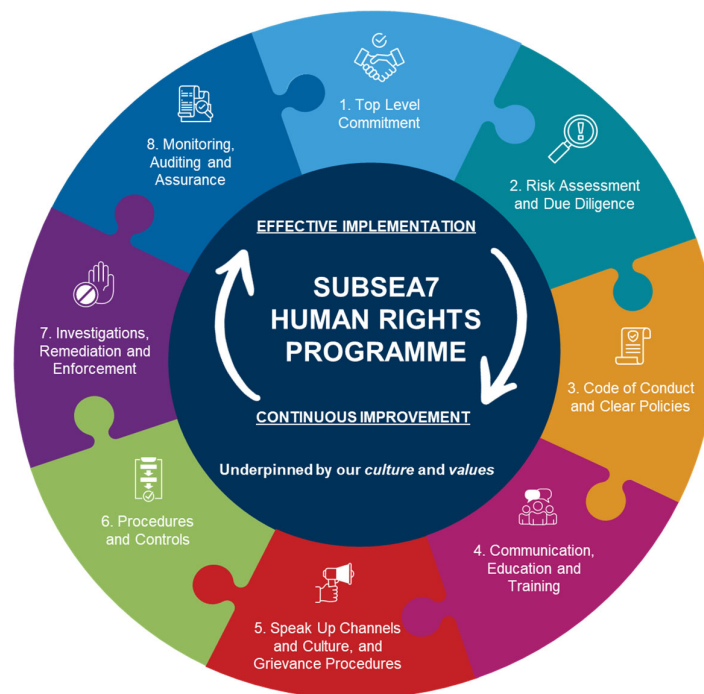 1. Top Level
Commitment
2. Risk Assessment
and Due Diligence
3. Code of Conduct
and Clear Policies
4. Communication,
Education and
Training
5. Speak Up Channels
and Culture, and
Grievance Procedures
6. Procedures
and Controls
7. Investigations,
Remediation and
Enforcement
8. Monitoring,
Auditing and
Assurance
EFFECTIVE IMPLEMENTATION
SUBSEA7
HUMAN RIGHTS
PROGRAMME
CONTINUOUS IMPROVEMENT
Underpinned by our culture and values